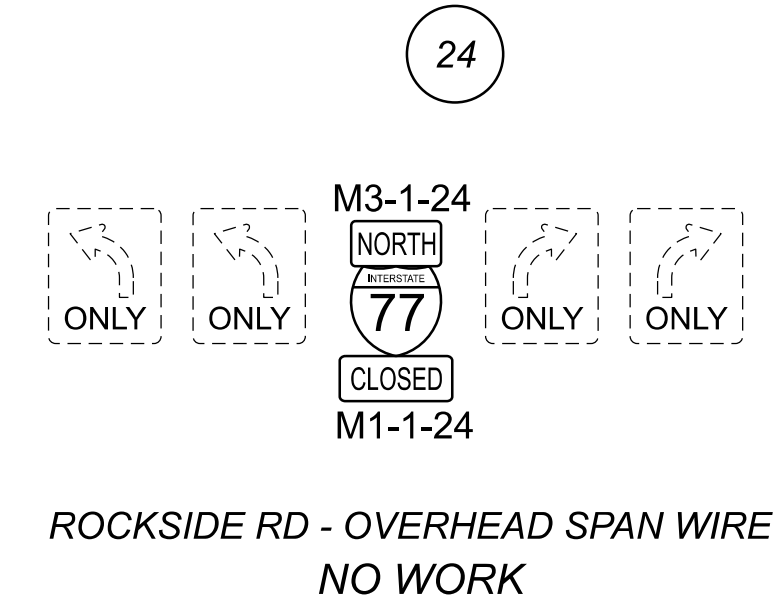 24
M3-1-24
NORTH
INTERSTATE
77
ONLY ONLY ONLY ONLY
CLOSED
M1-1-24
ROCKSIDE RD - OVERHEAD SPAN WIRE
NO WORK